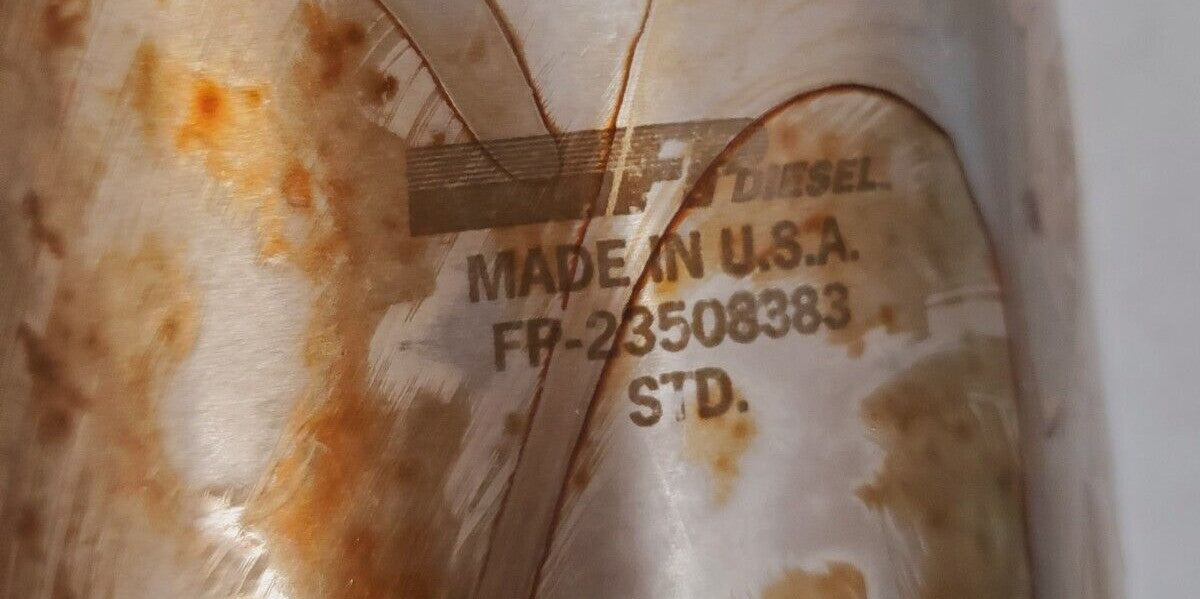 DIESEL.
MADE IN U.S.A.
FP-23508383
STD.